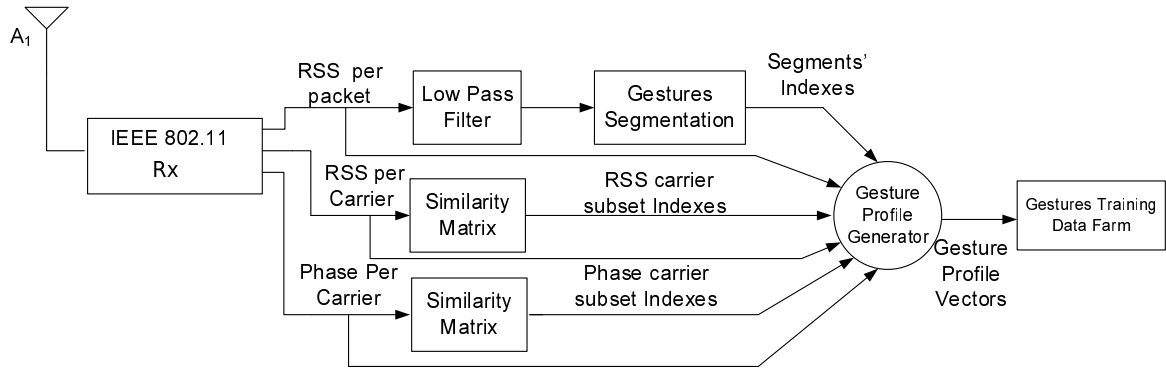 A1
IEEE 802.11
Rx
RSS per
packet
Low Pass
Filter
Gestures
Segmentation
Segments'
Indexes
RSS per
Carrier
Similarity
Matrix
RSS carrier
subset Indexes
Phase Per
Carrier
Similarity
Matrix
Phase carrier
subset Indexes
Gesture
Profile
Generator
Gesture
Profile
Vectors
Gestures Training
Data Farm